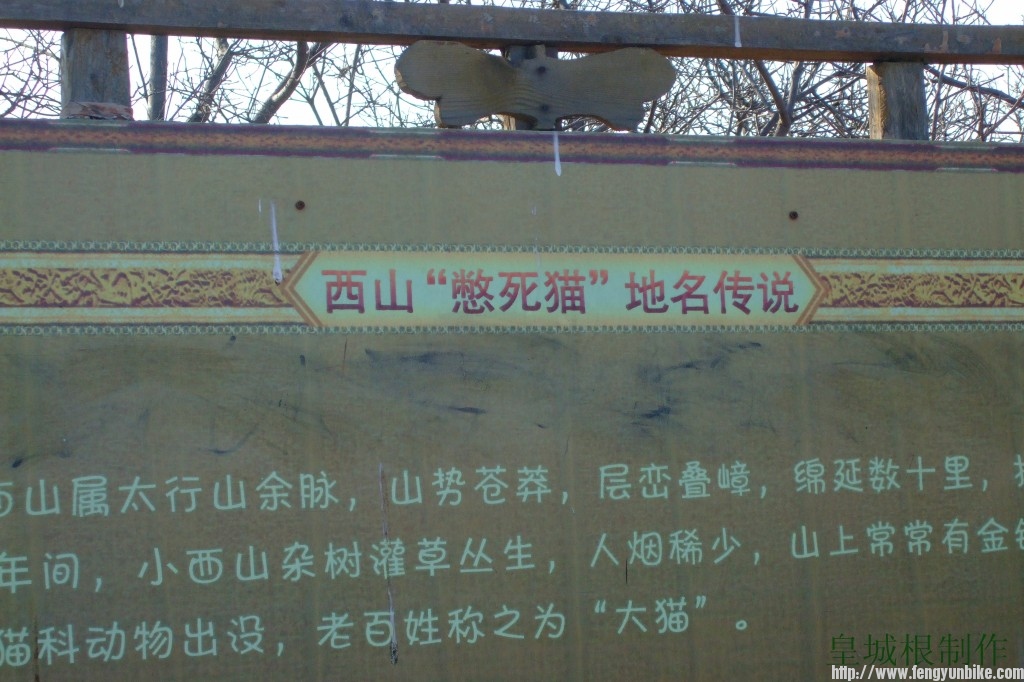 西山“憋死猫”地名传说
西山属太行山余脉，山势苍莽，层峦叠嶂，绵延数十里，
年间，小西山杂树灌草丛生，人烟稀少，山上常常有金钱
猫科动物出没，老百姓称之为“大猫”。
皇城根制作
http://www.fengyunbike.com